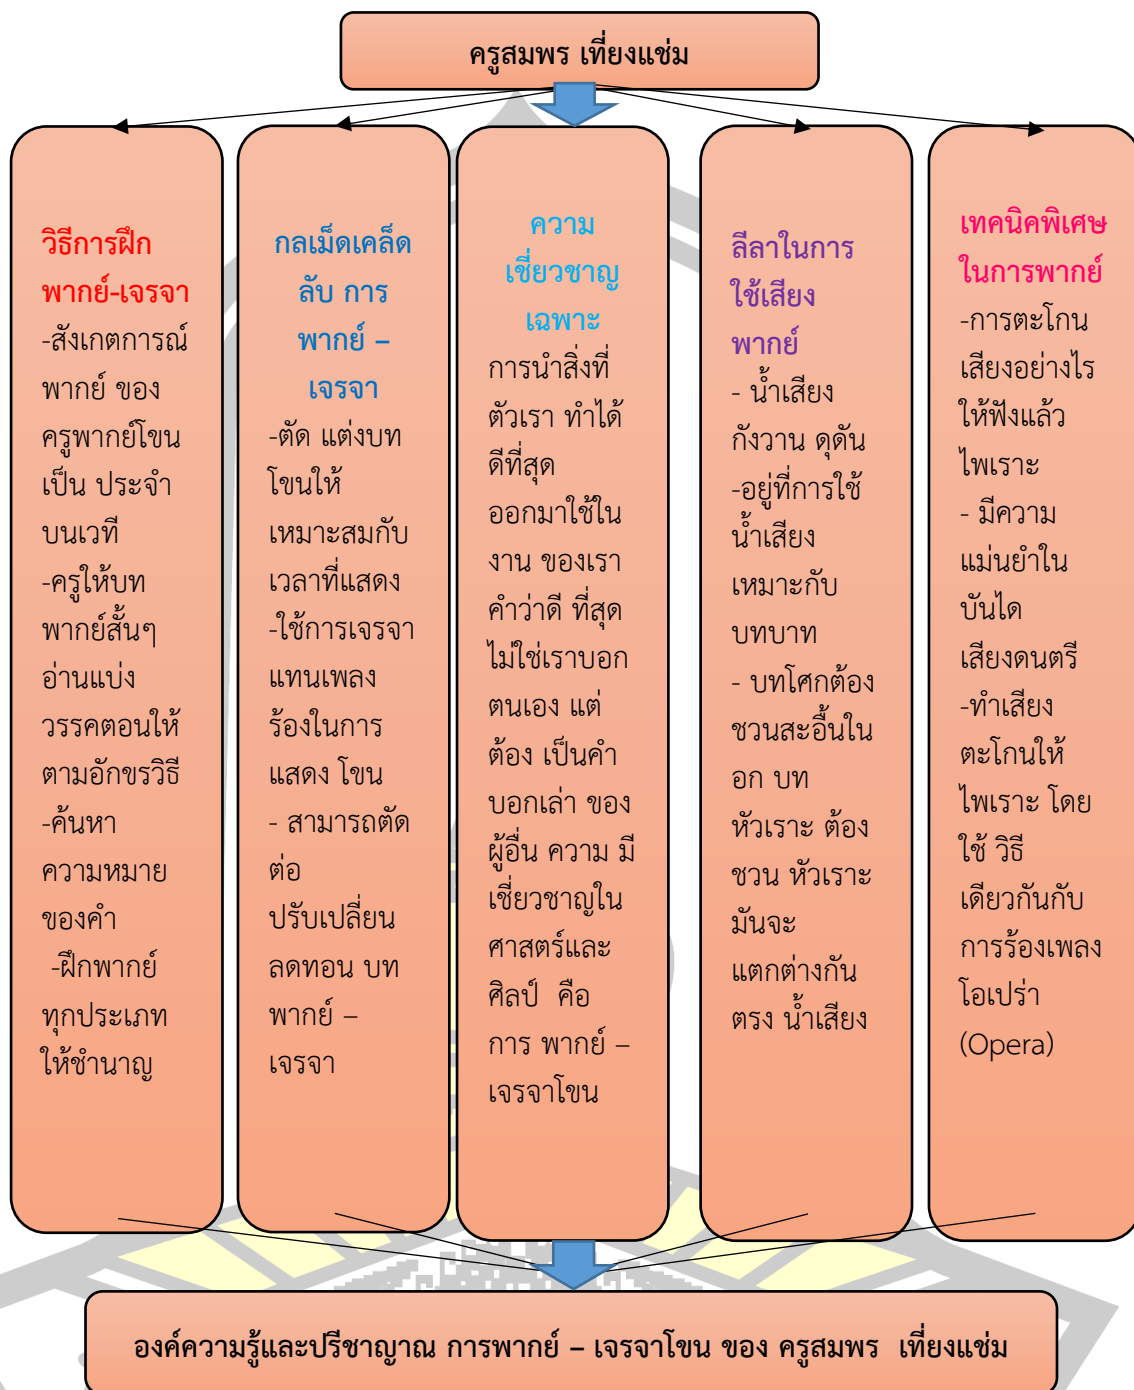 ครูสมพร เที่ยงแช่ม
วิธีการฝึก
พากย์-เจรจา
-สังเกตการณ์
พากย์ ของ
ครูพากย์โขน
เป็น ประจำ
บนเวที
-ครูให้บท
พากย์สั้นๆ
อ่านแบ่ง
วรรคตอนให้
ตามอักขรวิธี
-ค้นหา
ความหมาย
ของคำ
-ฝึกพากย์
ทุกประเภท
ให้ชำนาญ
กลเม็ดเคล็ด
ลับ การ
พากย์ –
เจรจา
-ตัด แต่งบท
โขนให้
เหมาะสมกับ
เวลาที่แสดง
-ใช้การเจรจา
แทนเพลง
ร้องในการ
แสดง โขน
- สามารถตัด
ต่อ
ปรับเปลี่ยน
ลดทอน บท
พากย์ –
เจรจา
ความ
เชี่ยวชาญ
เฉพาะ
การนำสิ่งที่
ตัวเรา ทำได้
ดีที่สุด
ออกมาใช้ใน
งาน ของเรา
คำว่าดี ที่สุด
ไม่ใช่เราบอก
ตนเอง แต่
ต้อง เป็นคำ
บอกเล่า ของ
ผู้อื่น ความ มี
เชี่ยวชาญใน
ศาสตร์และ
ศิลป์ คือ
การ พากย์ –
เจรจาโขน
ลีลาในการ
ใช้เสียง
พากย์
- น้ำเสียง
กังวาน ดุดัน
-อยู่ที่การใช้
น้ำเสียง
เหมาะกับ
บทบาท
- บทโศกต้อง
ชวนสะอื้นใน
อก บท
หัวเราะ ต้อง
ชวน หัวเราะ
มันจะ
แตกต่างกัน
ตรง น้ำเสียง
เทคนิคพิเศษ
ในการพากย์
-การตะโกน
เสียงอย่างไร
ให้ฟังแล้ว
ไพเราะ
- มีความ
แม่นยำใน
บันได
เสียงดนตรี
-ทำเสียง
ตะโกนให้
ไพเราะ โดย
ใช้ วิธี
เดียวกันกับ
การร้องเพลง
โอเปร่า
(Opera)
องค์ความรู้และปรีชาญาณ การพากย์ – เจรจาโขน ของ ครูสมพร เที่ยงแช่ม